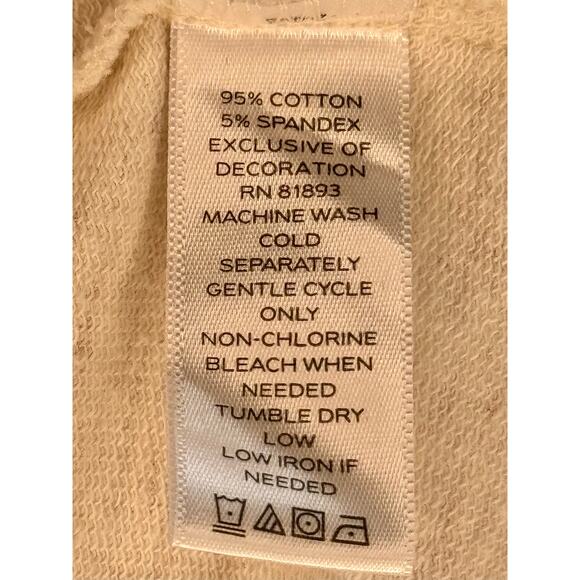 95% COTTON
5% SPANDEX
EXCLUSIVE OF
DECORATION
RN 81893
MACHINE WASH
COLD
SEPARATELY
GENTLE CYCLE
ONLY
NON-CHLORINE
BLEACH WHEN
NEEDED
TUMBLE DRY
LOW
LOW IRON IF
NEEDED